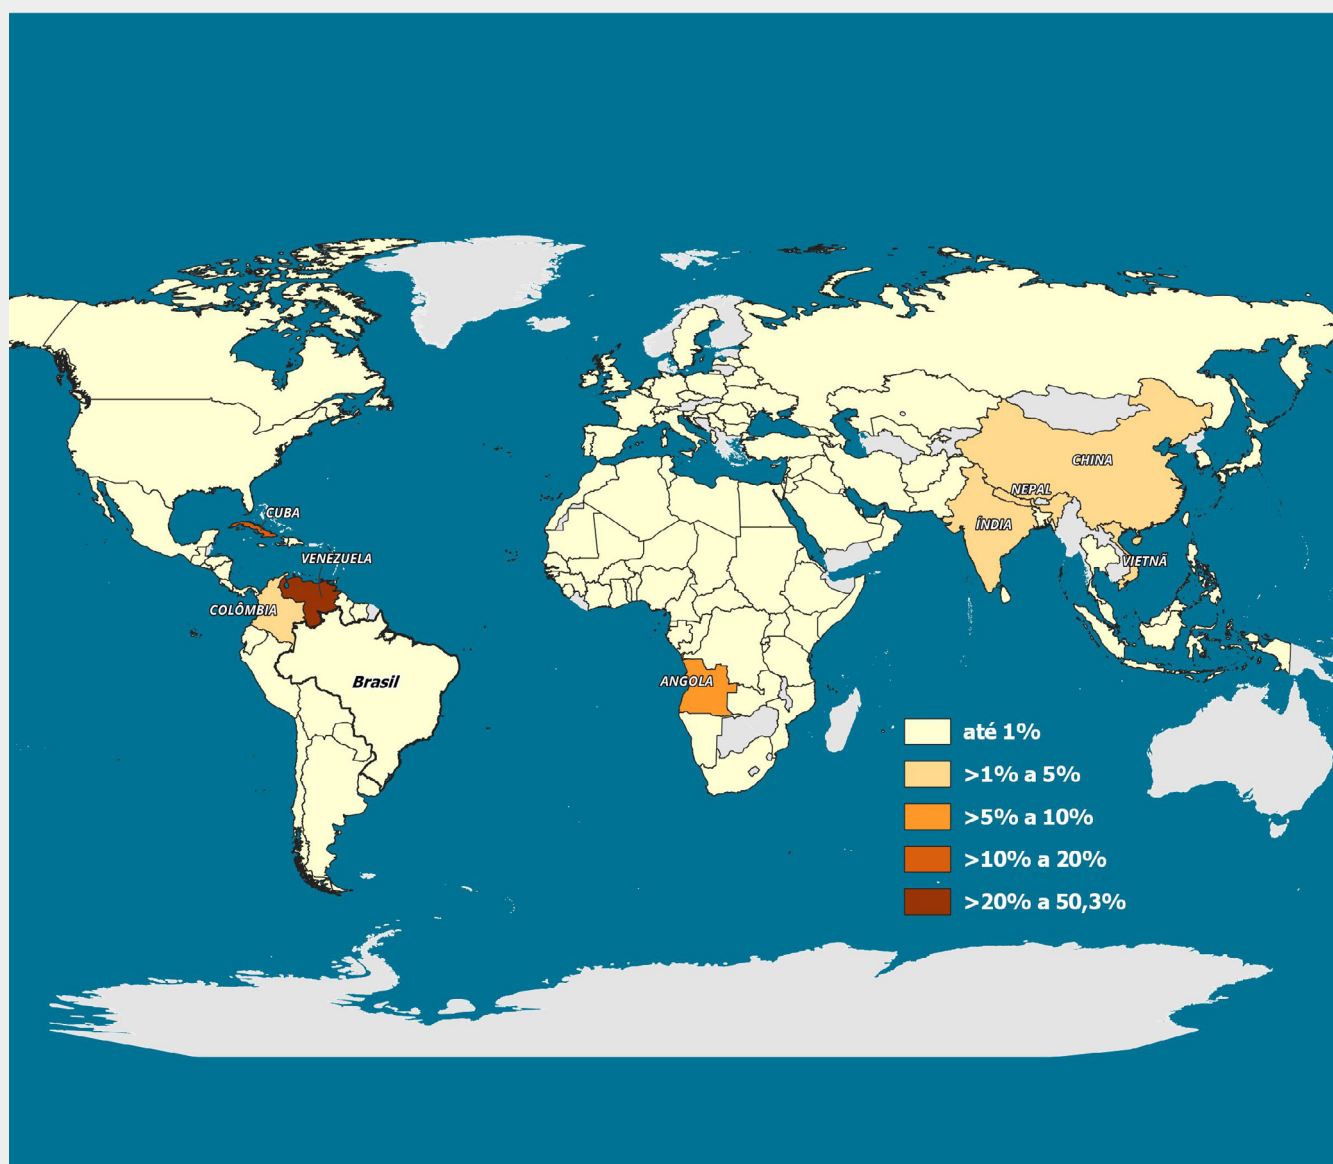 CHINA
NEPAL
CUBA
ÍNDIA
VENEZUELA
VIETNÃ
COLÔMBIA
ANGOLA
Brasil
até 1%
>1% a 5%
>5% a 10%
>10% a 20%
>20% a 50,3%